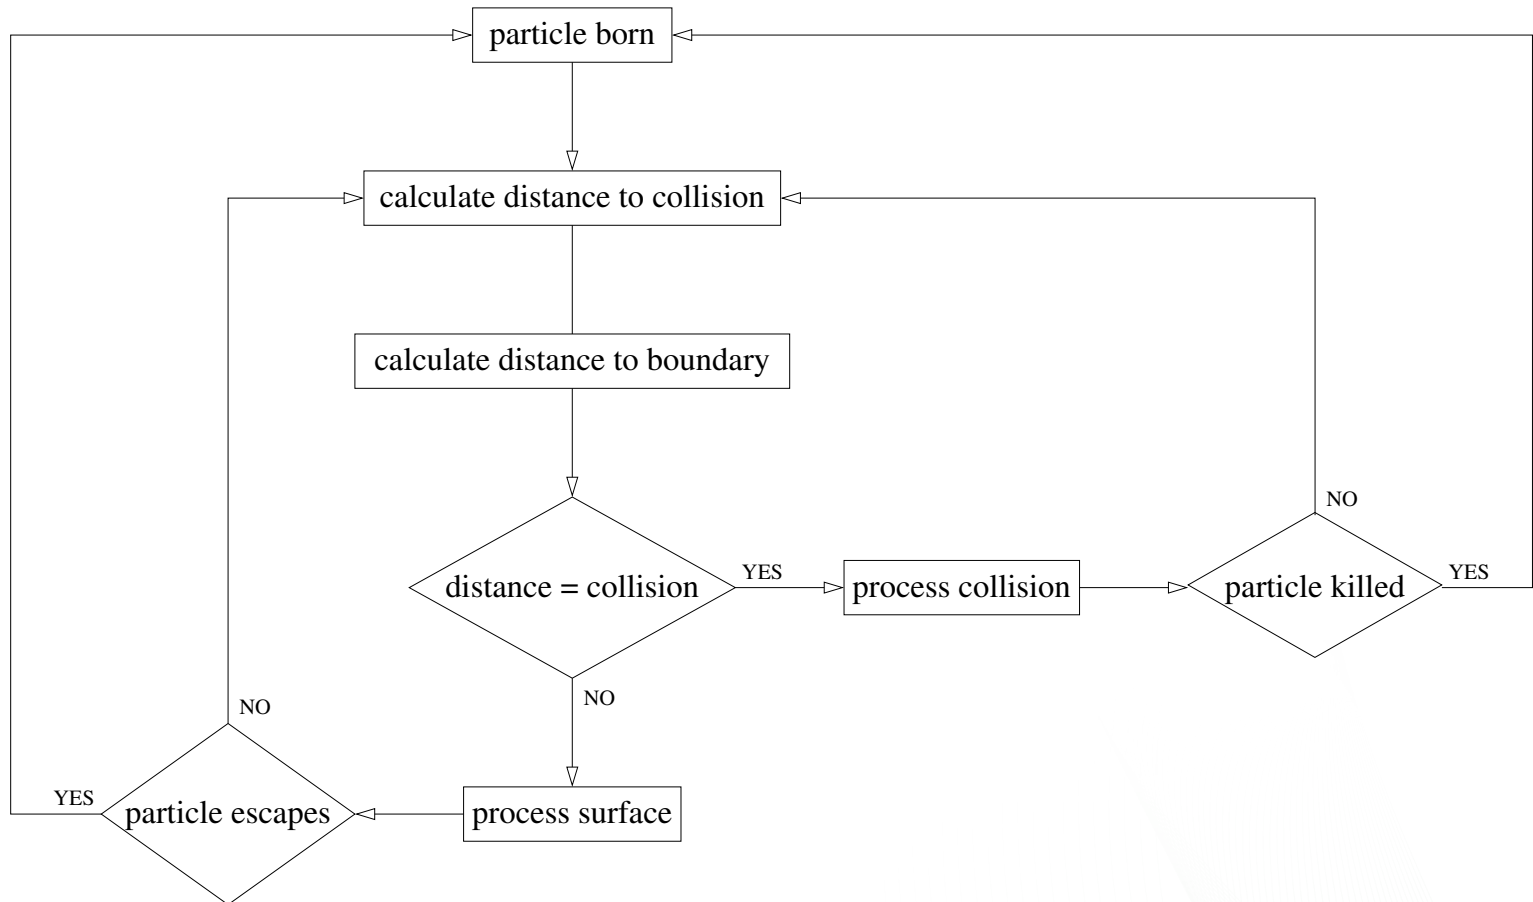 particle born
calculate distance to collision
calculate distance to boundary
NO
distance = collision
YES
process collision
particle killed
YES
NO
NO
YES
particle escapes
process surface